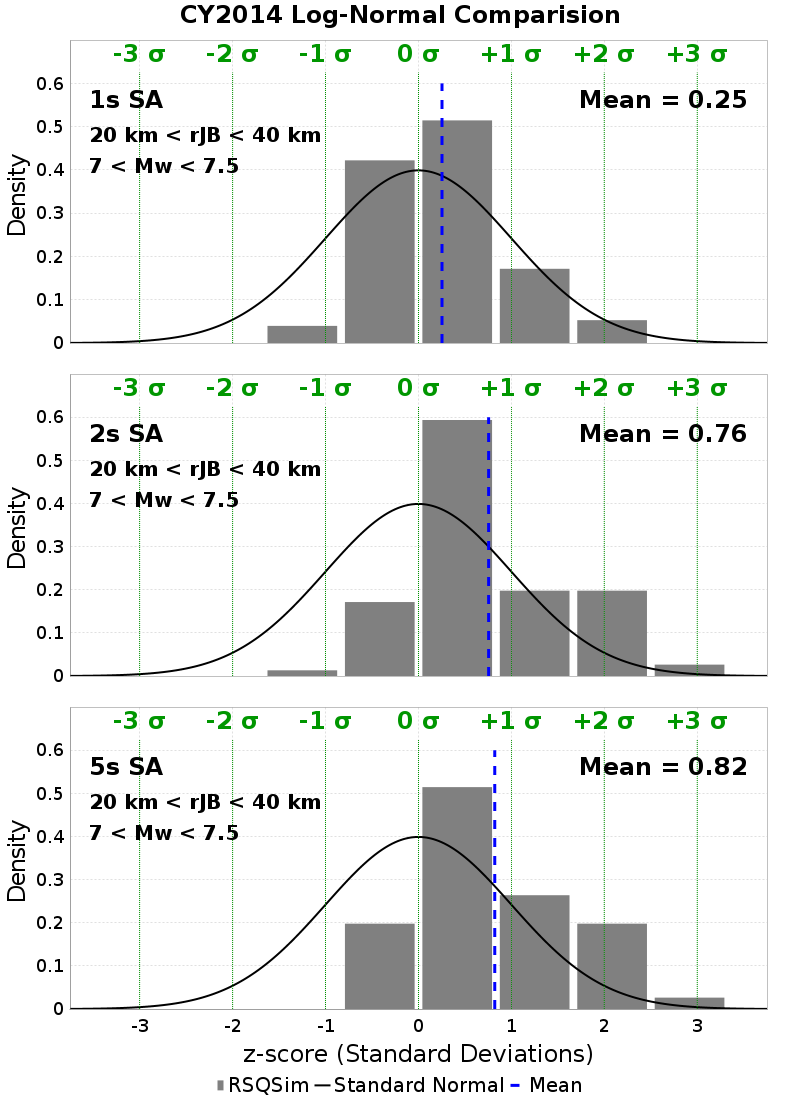 CY2014 Log-Normal Comparision
-3 σ -2 σ -1 σ 0 σ +1 σ +2 σ +3 σ
0.6
1s SA Mean = 0.25
0.5
20 km < rJB < 40 km
7 < Mw < 7.5
0.4
Density
0.3
0.2
0.1
0
-3 σ -2 σ -1 σ 0 σ +1 σ +2 σ +3 σ
0.6
2s SA Mean = 0.76
0.5
20 km < rJB < 40 km
7 < Mw < 7.5
0.4
Density
0.3
0.2
0.1
0
-3 σ -2 σ -1 σ 0 σ +1 σ +2 σ +3 σ
0.6
5s SA Mean = 0.82
0.5
20 km < rJB < 40 km
7 < Mw < 7.5
0.4
Density
0.3
0.2
0.1
0
-3 -2 -1 0 1 2 3
z-score (Standard Deviations)
RSQSim Standard Normal Mean